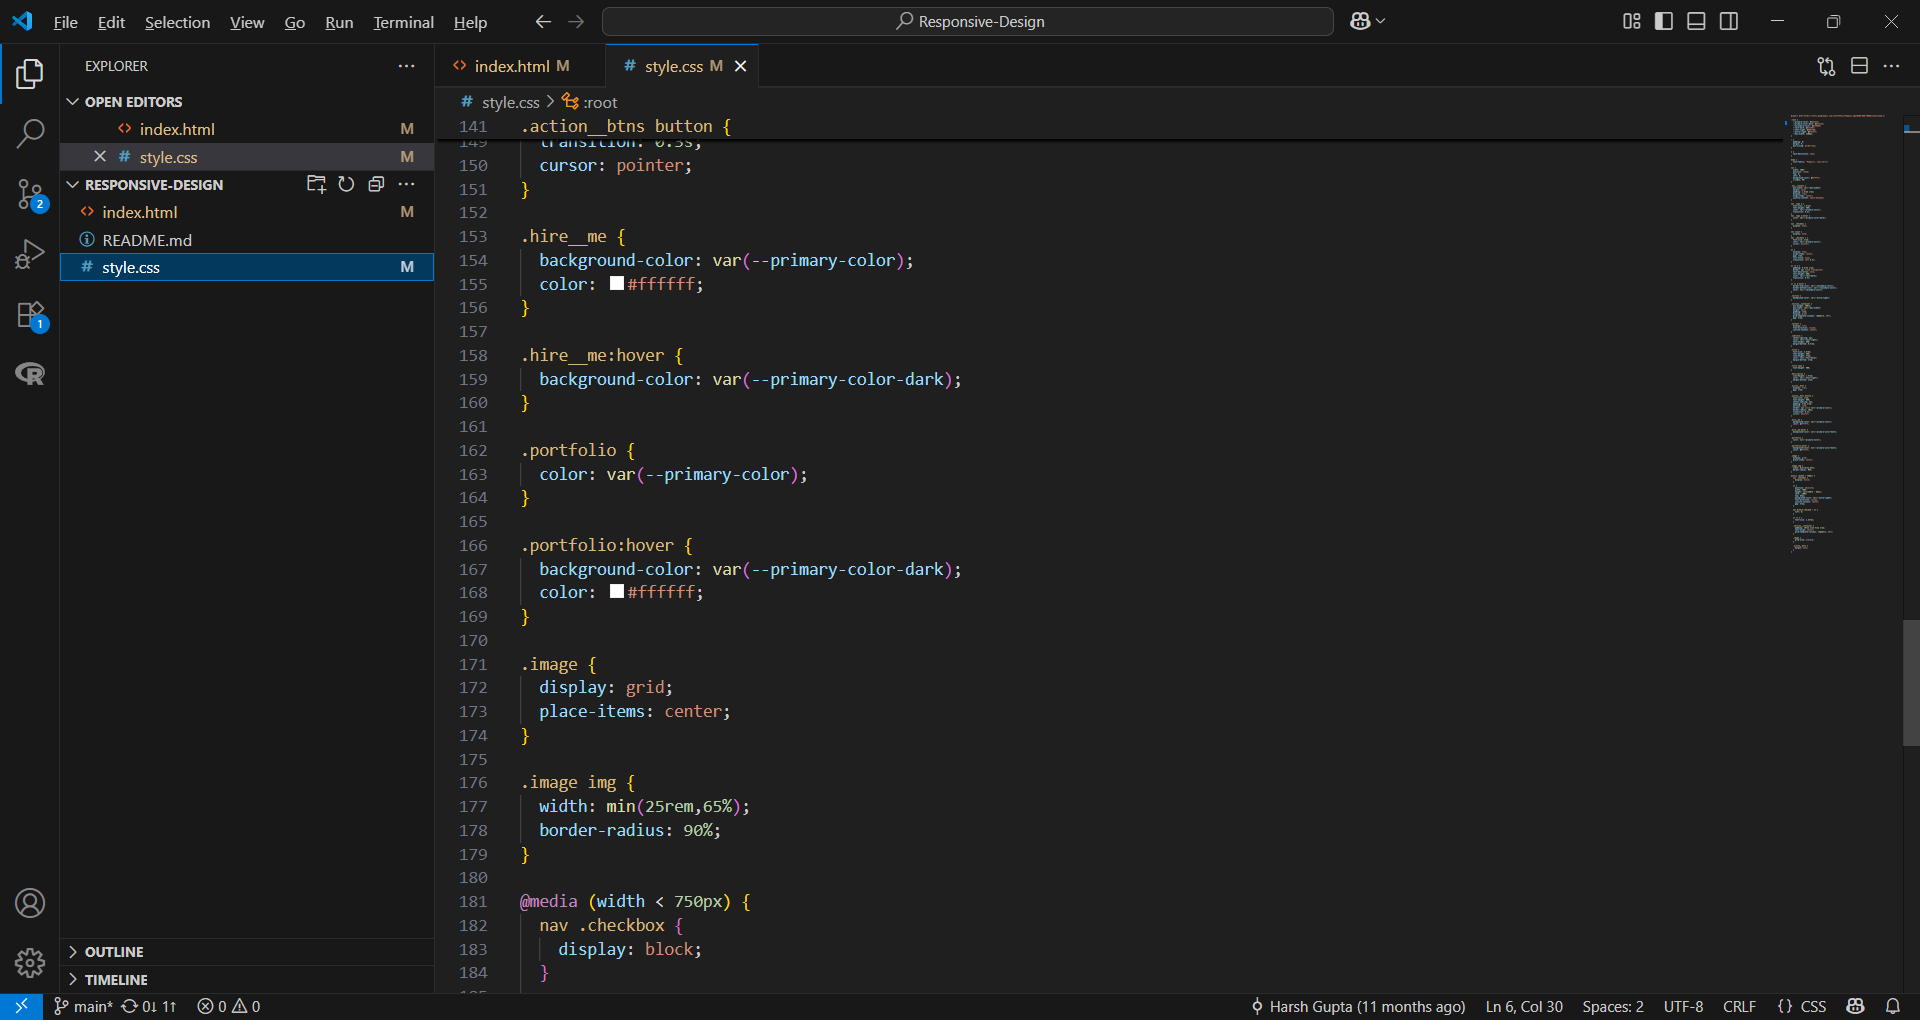 File Edit Selection View Go Run Terminal Help
Responsive-Design
EXPLORER
OPEN EDITORS
index.html M
style.css M
RESPONSIVE-DESIGN
index.html M
README.md
style.css M
2
1
OUTLINE
TIMELINE
index.html M
style.css M
style.css > :root
141 .action__btns button {
149 transition: 0.3s;
150 cursor: pointer;
151 }
152
153 .hire__me {
154 background-color: var(--primary-color);
155 color: #ffffff;
156 }
157
158 .hire__me:hover {
159 background-color: var(--primary-color-dark);
160 }
161
162 .portfolio {
163 color: var(--primary-color);
164 }
165
166 .portfolio:hover {
167 background-color: var(--primary-color-dark);
168 color: #ffffff;
169 }
170
171 .image {
172 display: grid;
173 place-items: center;
174 }
175
176 .image img {
177 width: min(25rem,65%);
178 border-radius: 90%;
179 }
180
181 @media (width < 750px) {
182 nav .checkbox {
183 display: block;
184 }
main* 0↓ 1↑ 0 0
Harsh Gupta (11 months ago) Ln 6, Col 30 Spaces: 2 UTF-8 CRLF {} CSS